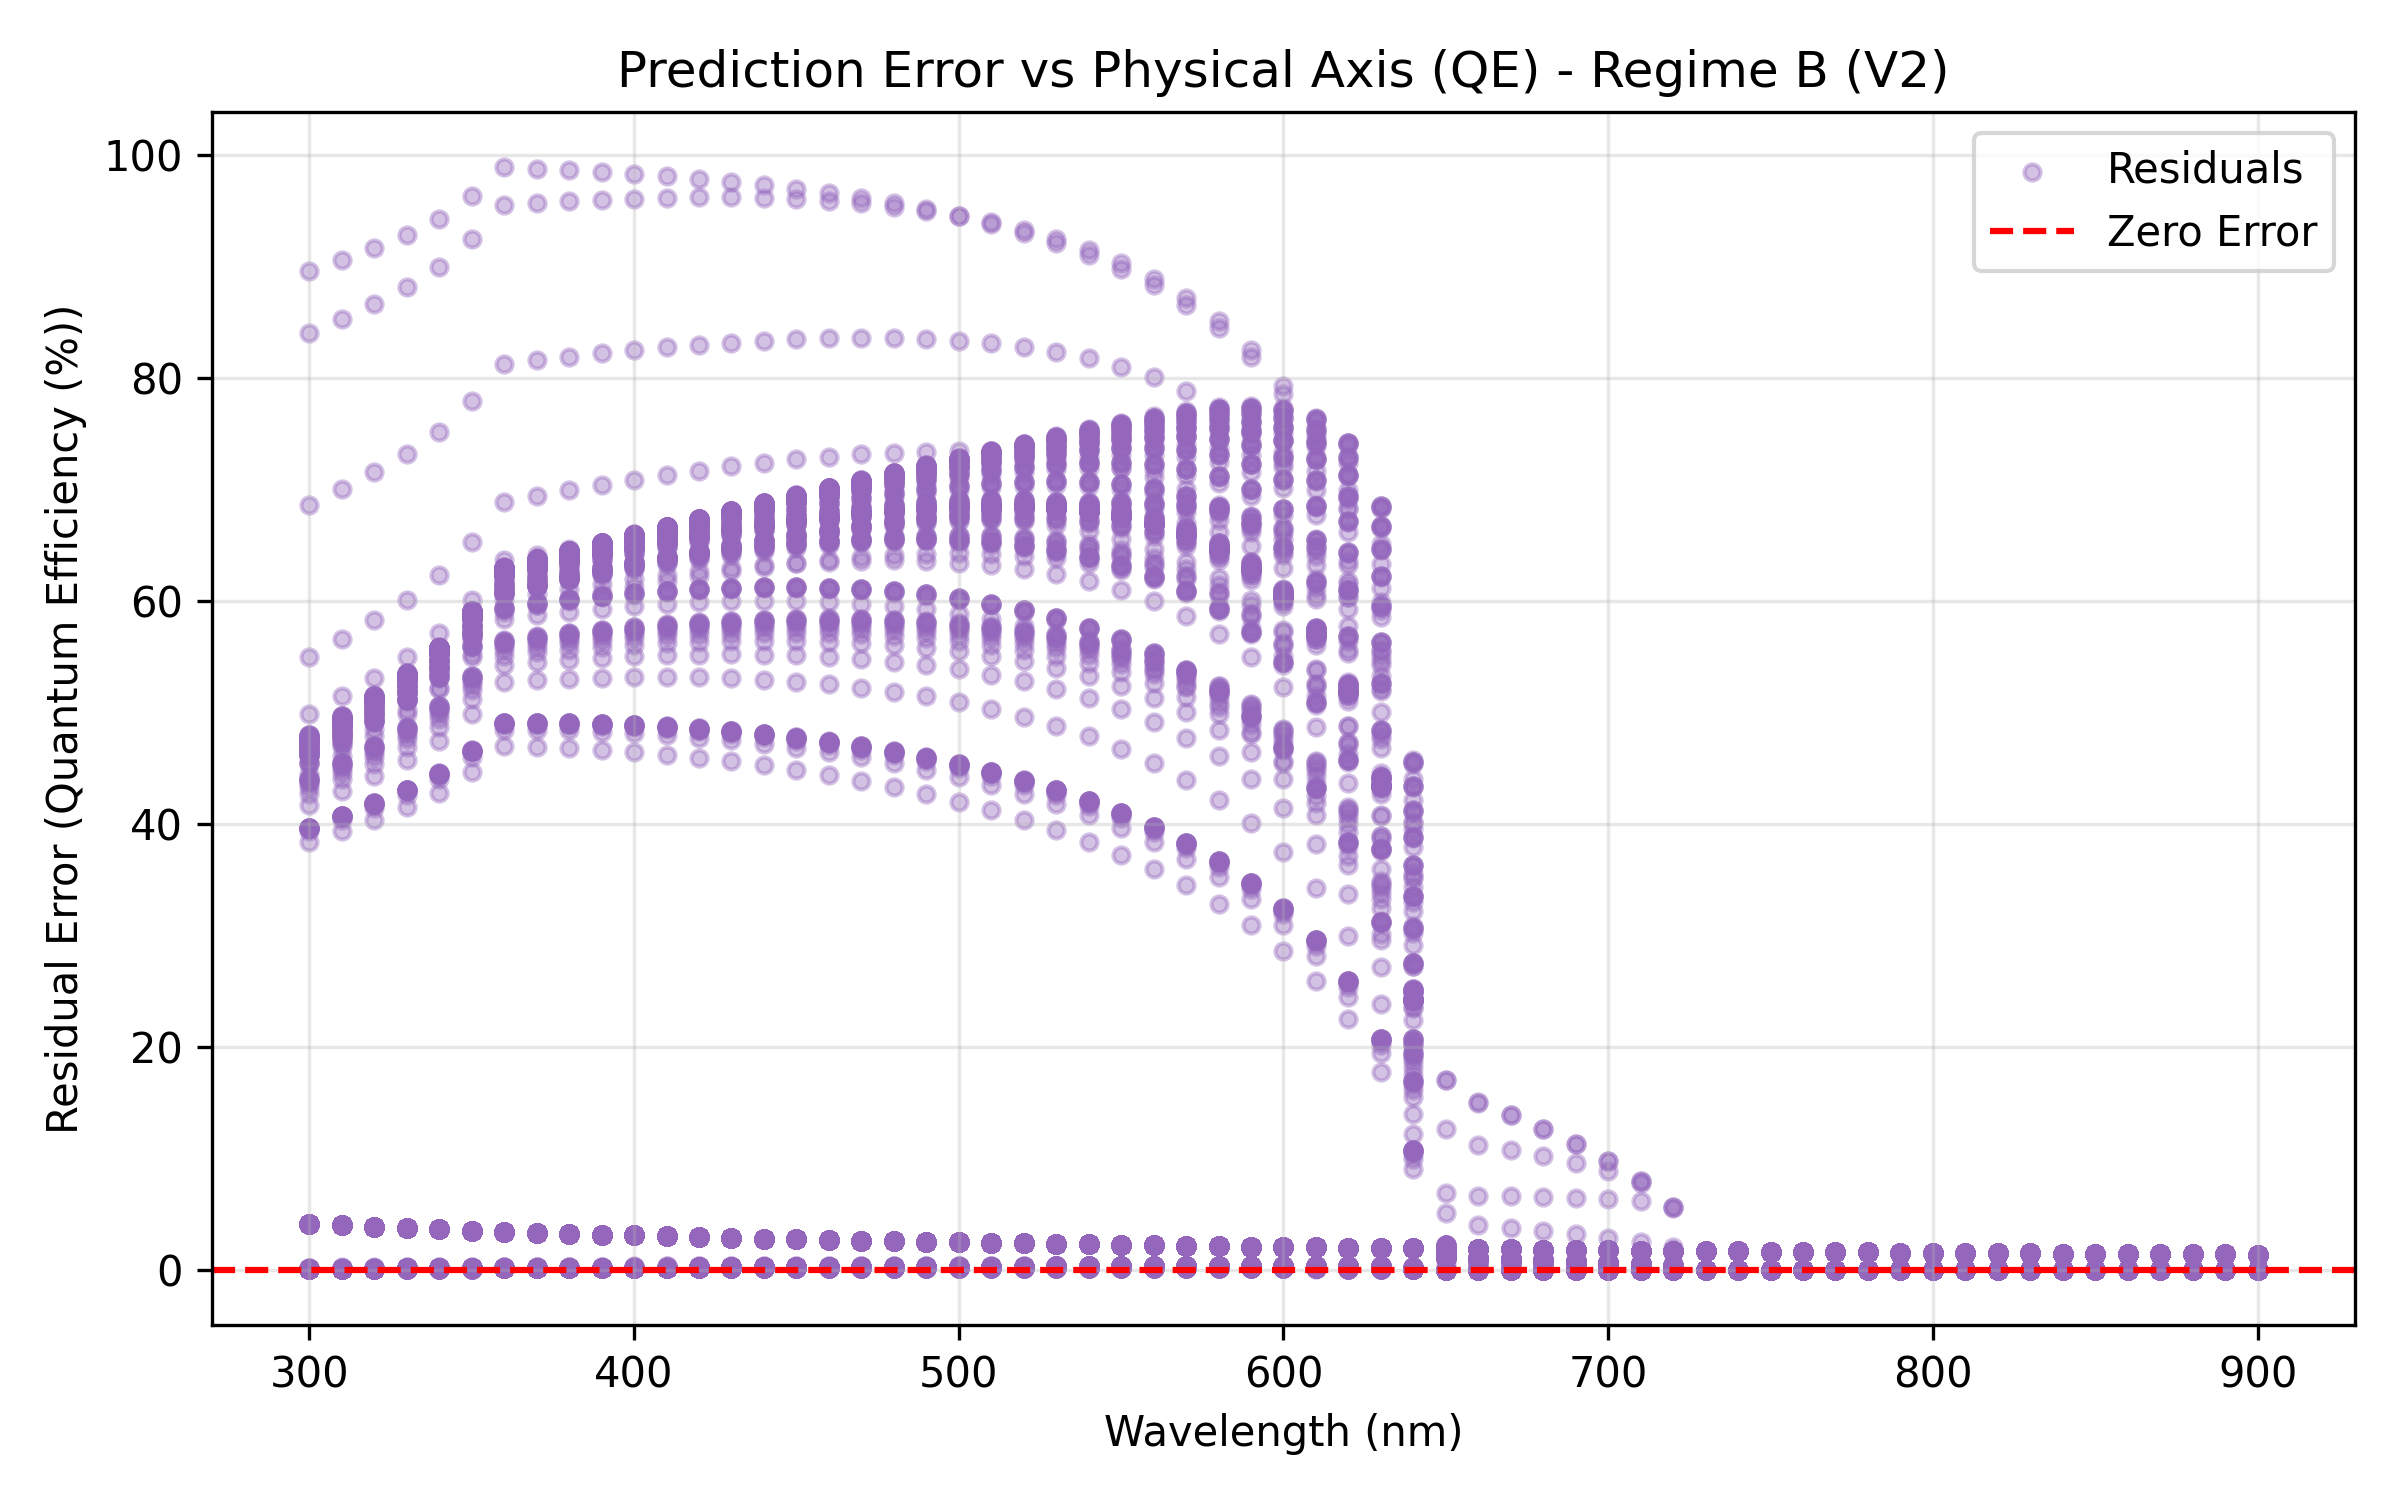 Prediction Error vs Physical Axis (QE) - Regime B (V2)
Residuals
Zero Error
Residual Error (Quantum Efficiency (%))
100
80
60
40
20
0
300
400
500
600
700
800
900
Wavelength (nm)